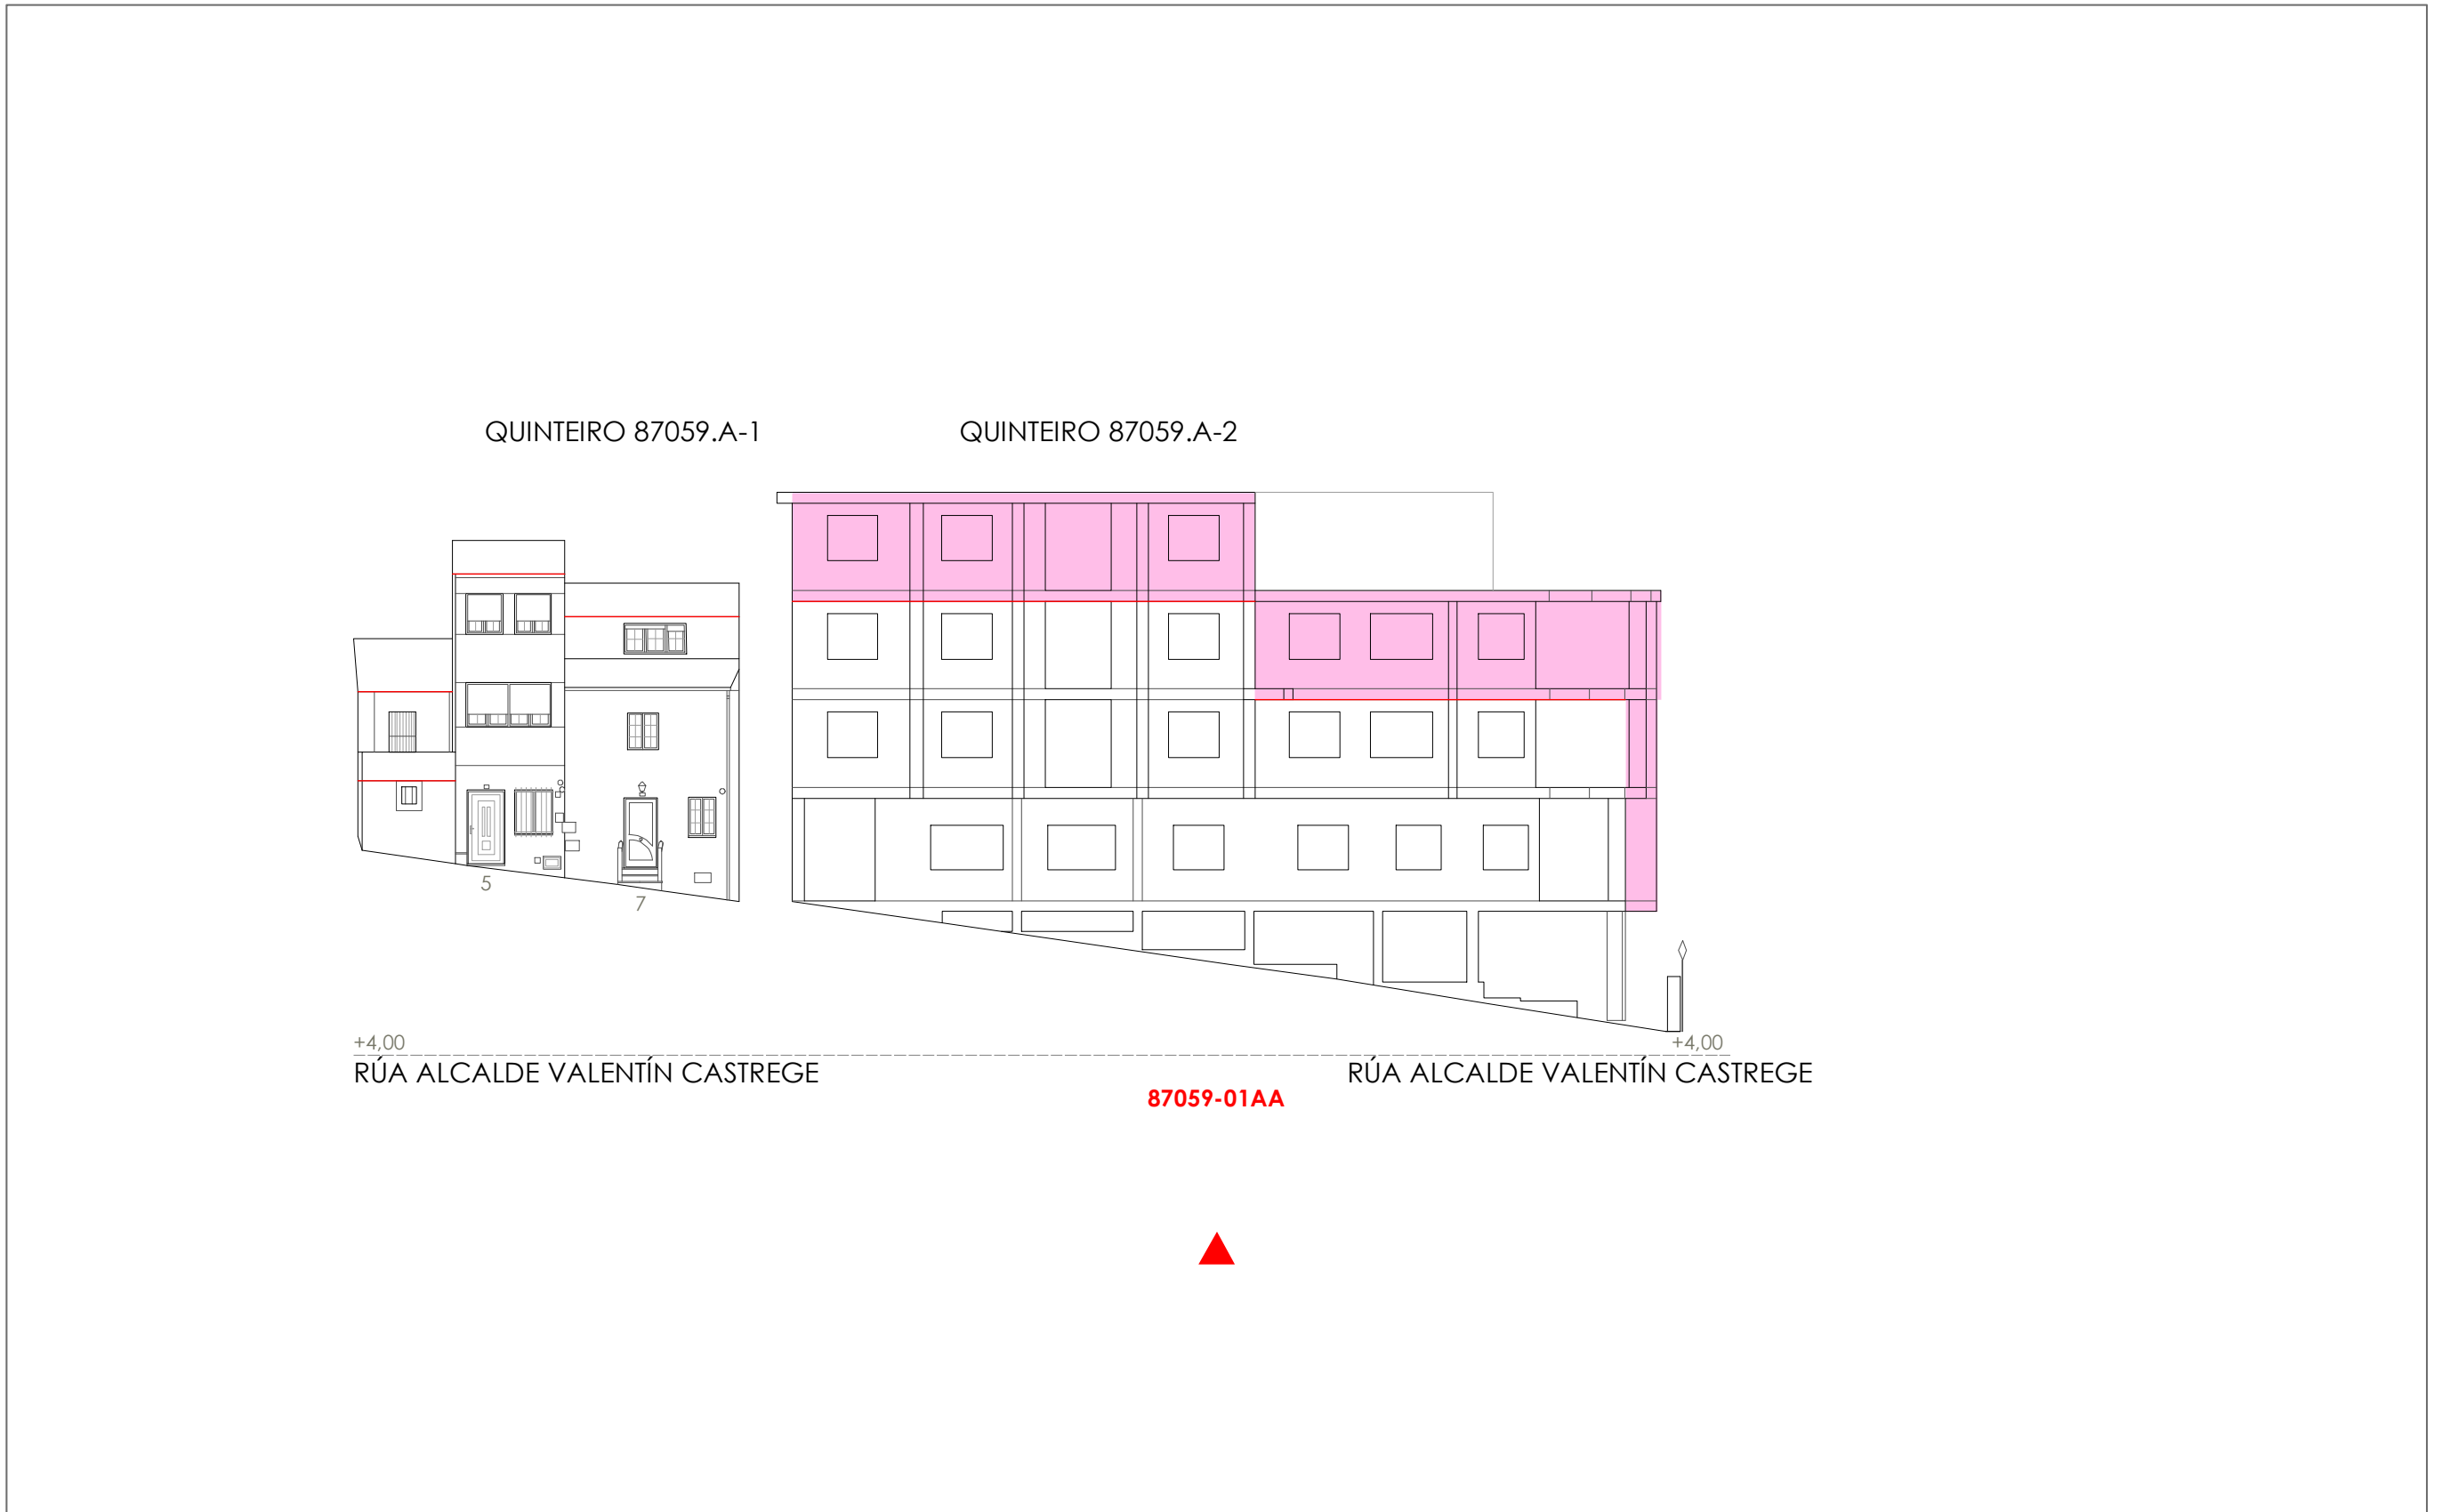 QUINTEIRO 87059.A-1
QUINTEIRO 87059.A-2
5
7
+4,00
+4,00
RÚA ALCALDE VALENTÍN CASTREGE
RÚA ALCALDE VALENTÍN CASTREGE
87059-01AA